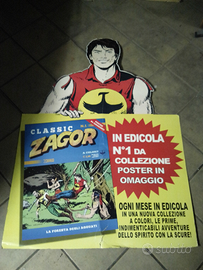 CLASSIC
ZAGOR
LA FORESTA DEGLI AGGUATI
IN EDICOLA
N°1 DA
COLLEZIONE
POSTER IN
OMAGGIO
OGNI MESE IN EDICOLA
IN UNA NUOVA COLLEZIONE
A COLORI, LE PRIME,
INDIMENTICABILI AVVENTURE
DELLO SPIRITO CON LA SCURE!